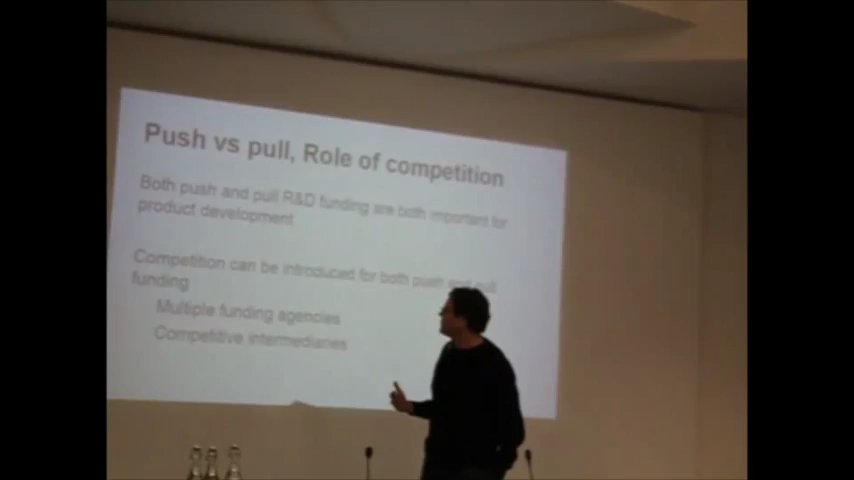 Push vs pull, Role of competition
Both push and pull R&D funding are both important for
product development
Competition can be introduced for both push and pull
funding
Multiple funding agencies
Competitive intermediaries